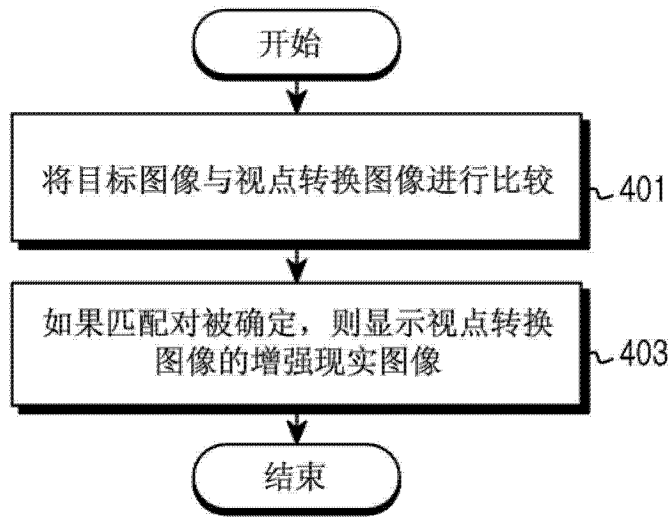 开始
将目标图像与视点转换图像进行比较
401
如果匹配对被确定，则显示视点转换
图像的增强现实图像
403
结束